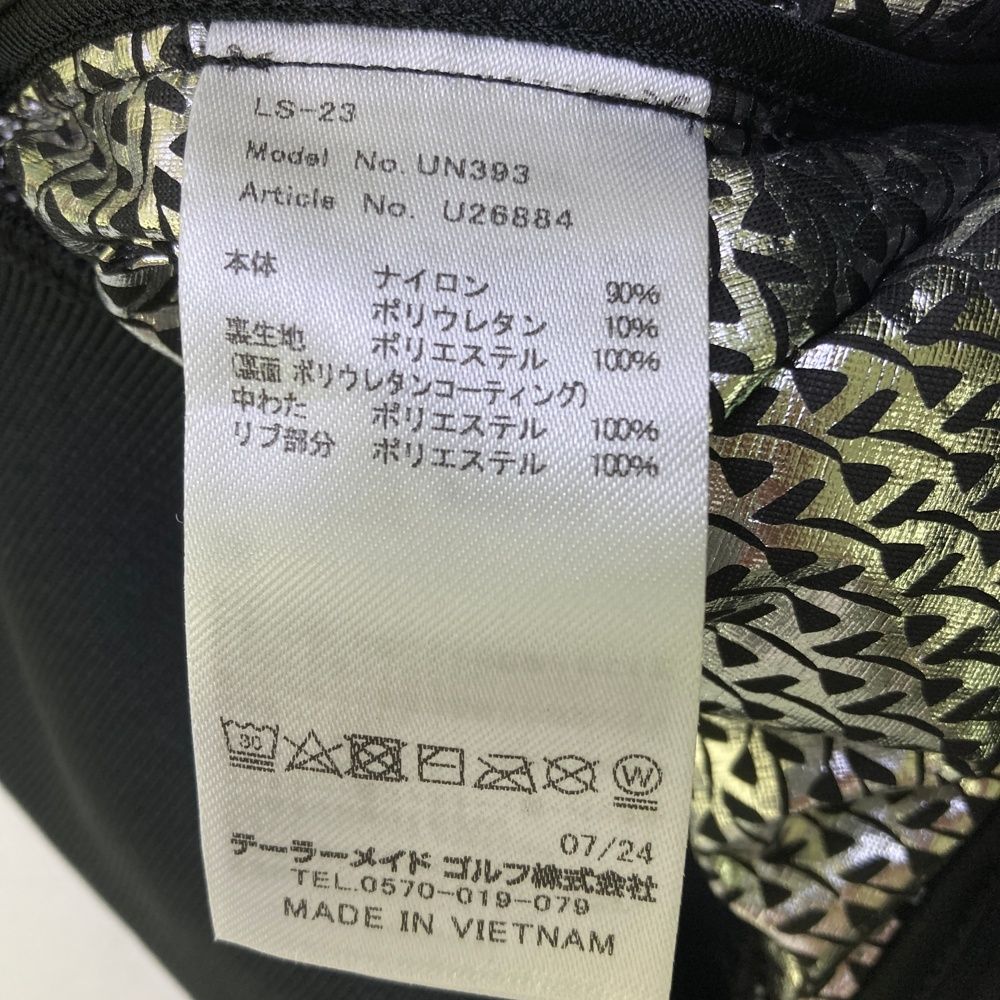 LS-23
Model No. UN393
Article No. U26884
本体 ナイロン 90%
ポリウレタン 10%
裏生地 ポリエステル 100%
(裏面 ポリウレタンコーティング)
中わた ポリエステル 100%
リブ部分 ポリエステル 100%
30
W
07/24
テーラーメイド ゴルフ株式会社
TEL.0570-019-079
MADE IN VIETNAM